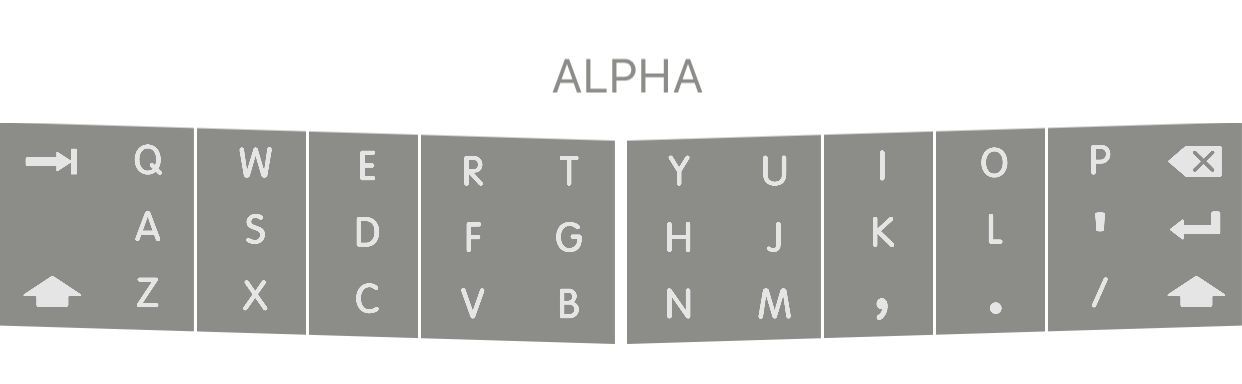 ALPHA
Q W E R T Y U I O P
A S D F G H J K L '
Z X C V B N M , . /